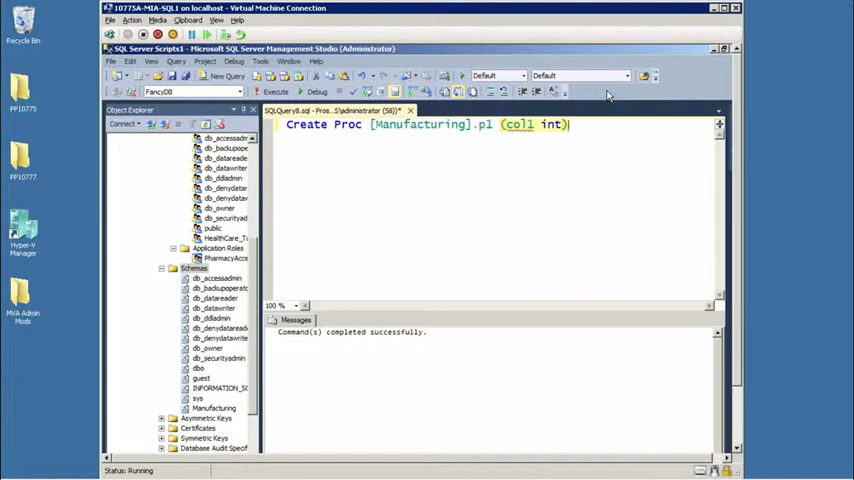 10775A-MIA-SQL1 on localhost - Virtual Machine Connection
File Action Media Clipboard View Help
SQL Server Scripts1 - Microsoft SQL Server Management Studio (Administrator)
File Edit View Query Project Debug Tools Window Help
New Query Default Default
FancyDB Execute Debug
Object Explorer
SQLQuery8.sql - Pros...S\administrator (58))*
Connect
Create Proc [Manufacturing].p1 (col1 int)
db_accessadm
db_backupope
db_datareade
db_datawriter
db_ddladmin
db_denydatar
db_denydataw
db_owner
db_securityad
public
HealthCare_Ta
Application Roles
PharmacyAcce
Schemas
db_accessadmin
db_backupoperato
db_datareader
db_datawriter
db_ddladmin
db_denydatareade
db_denydatawrite
db_owner
db_securityadmin
dbo
guest
INFORMATION_SC
sys
Manufacturing
Asymmetric Keys
Certificates
Symmetric Keys
Database Audit Specif
100 %
Messages
Command(s) completed successfully.
Status: Running
Recycle Bin
PP10775
PP10777
Hyper-V
Manager
MVA Admin
Mods